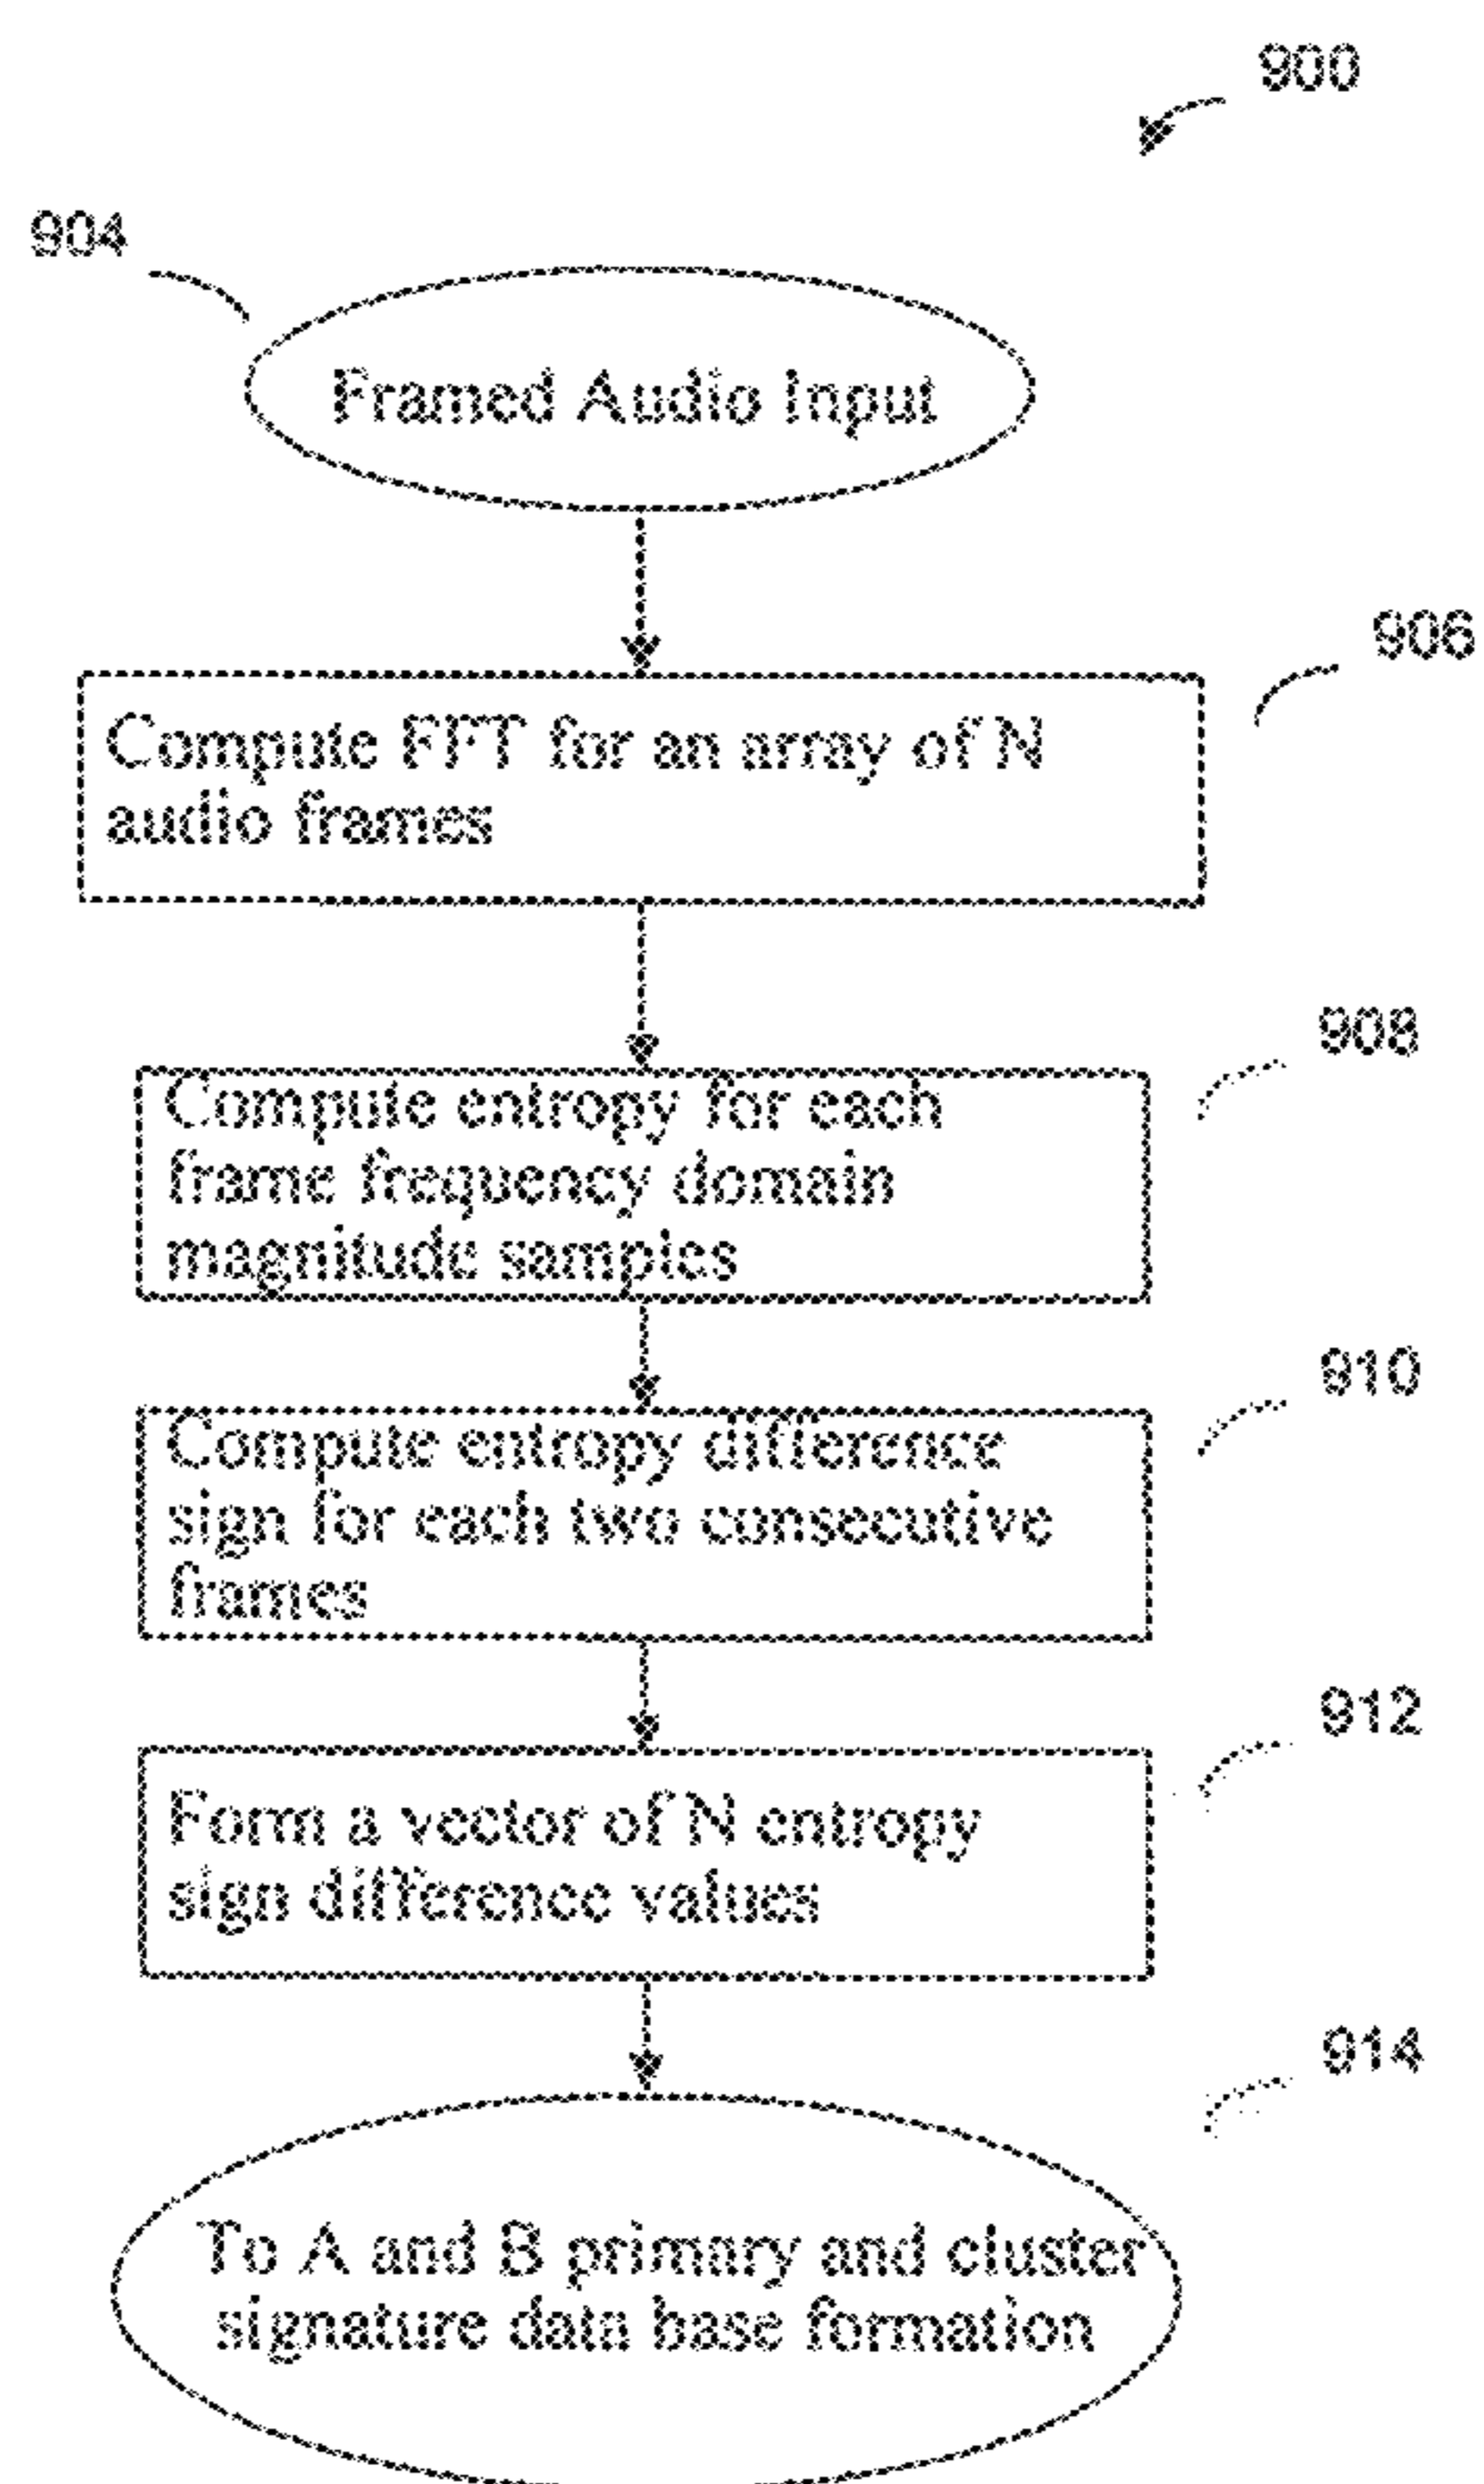 900
904
Framed Audio Input
906
Compute FFT for an array of N
audio frames
908
Compute entropy for each
frame frequency domain
magnitude samples
910
Compute entropy difference
sign for each two consecutive
frames
912
Form a vector of N entropy
sign difference values
914
To A and B primary and cluster
signature data base formation